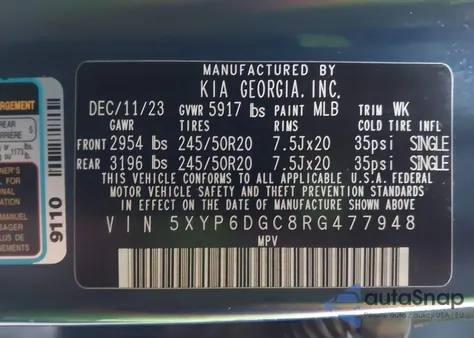 MANUFACTURED BY
KIA GEORGIA, INC.
DEC/11/23 GVWR 5917 lbs PAINT MLB TRIM WK
GAWR TIRES RIMS COLD TIRE INFL
FRONT 2954 lbs 245/50R20 7.5Jx20 35psi SINGLE
REAR 3196 lbs 245/50R20 7.5Jx20 35psi SINGLE
THIS VEHICLE CONFORMS TO ALL APPLICABLE U.S.A. FEDERAL
MOTOR VEHICLE SAFETY, BUMPER, AND THEFT PREVENTION
STANDARDS IN EFFECT ON THE DATE OF MANUFACTURE SHOWN ABOVE.
VIN 5XYP6DGC8RG477948
MPV
9110
REAR
5
autoSnap